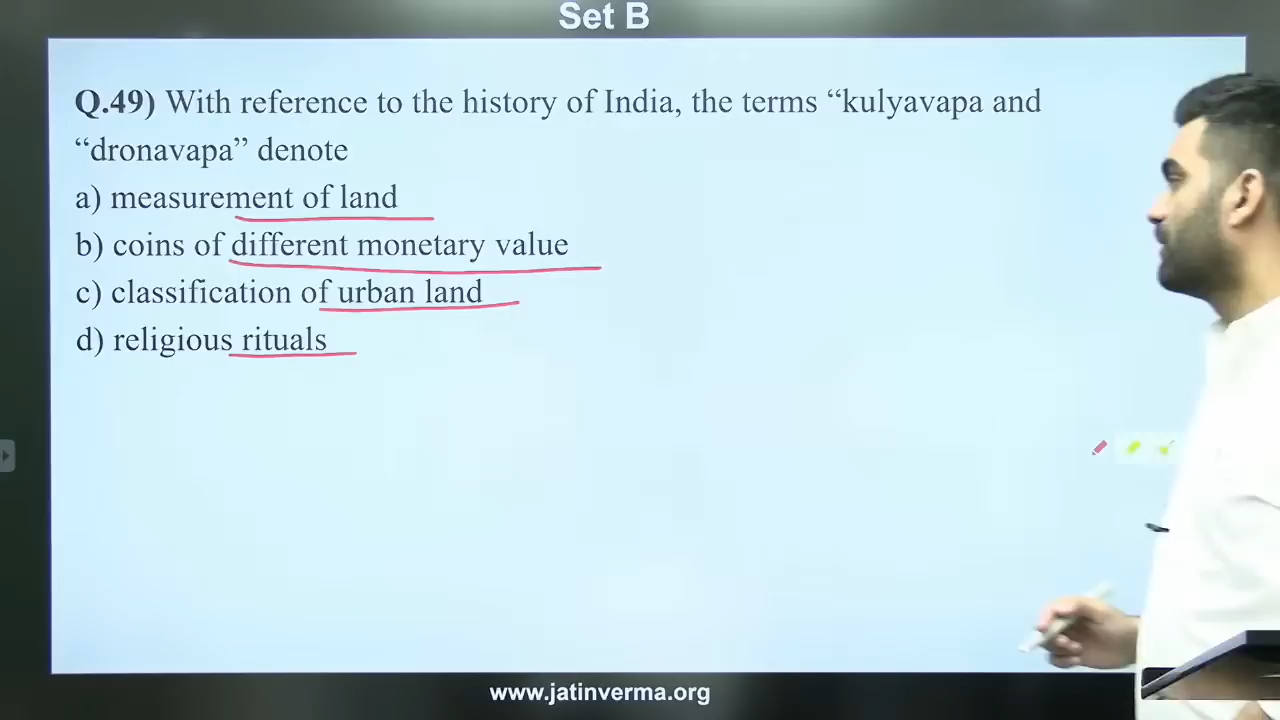 Set B
Q.49) With reference to the history of India, the terms “kulyavapa and
“dronavapa” denote
a) measurement of land
b) coins of different monetary value
c) classification of urban land
d) religious rituals
www.jatinverma.org